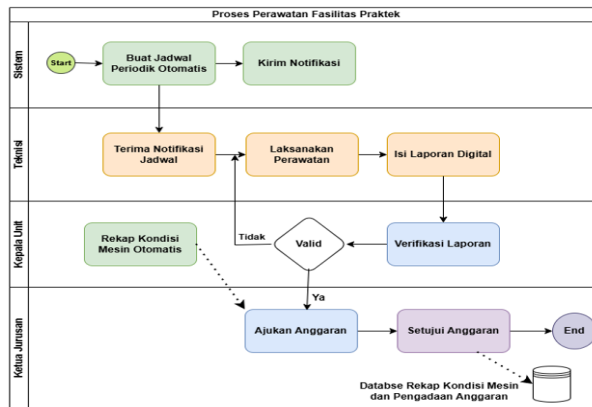 Proses Perawatan Fasilitas Praktek
Sistem
Start
Buat Jadwal
Periodik Otomatis
Kirim Notifikasi
Teknisi
Terima Notifikasi
Jadwal
Laksanakan
Perawatan
Isi Laporan Digital
Kepala Unit
Rekap Kondisi
Mesin Otomatis
Tidak
Valid
Verifikasi Laporan
Ya
Ketua Jurusan
Ajukan Anggaran
Setujui Anggaran
End
Databse Rekap Kondisi Mesin
dan Pengadaan Anggaran